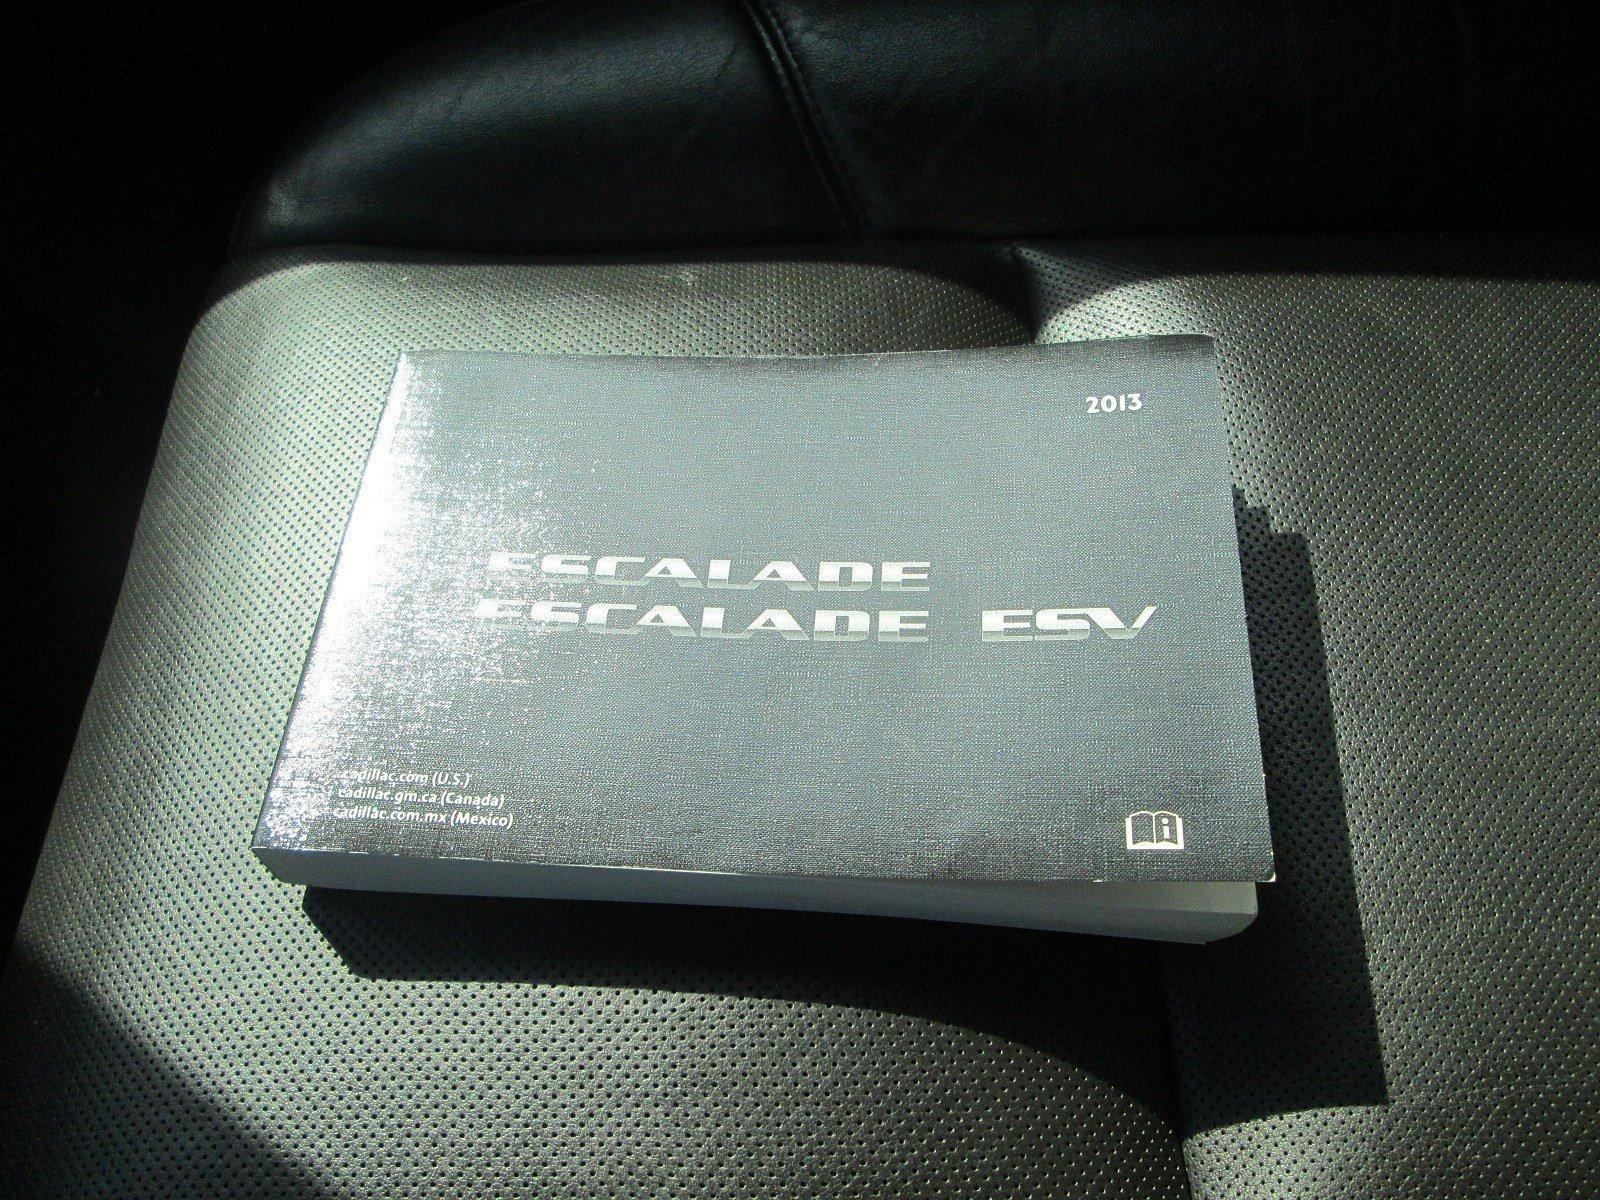 2013
ESCALADE
ESCALADE ESV
cadillac.com (U.S.)
cadillac.gm.ca (Canada)
cadillac.com.mx (Mexico)
i